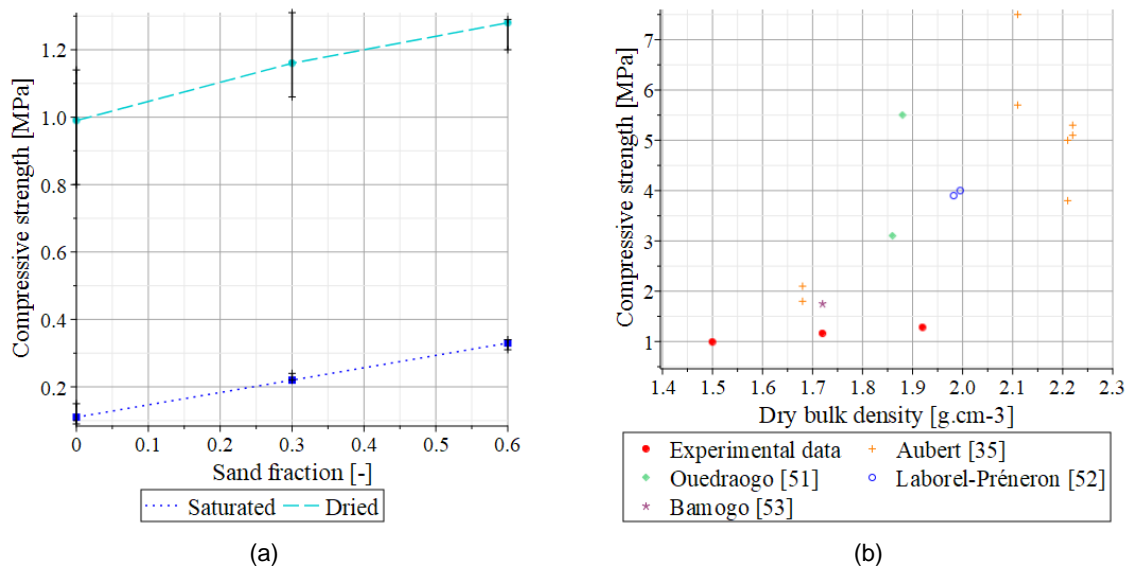 Compressive strength [MPa]
1.2
1.0
0.8
0.6
0.4
0.2
0 0.1 0.2 0.3 0.4 0.5 0.6
Sand fraction [-]
Saturated Dried
(a)
Compressive strength [MPa]
7
6
5
4
3
2
1
1.4 1.5 1.6 1.7 1.8 1.9 2.0 2.1 2.2 2.3
Dry bulk density [g.cm-3]
Experimental data Aubert [35]
Ouedraogo [51] Laborel-Préneron [52]
Bamogo [53]
(b)